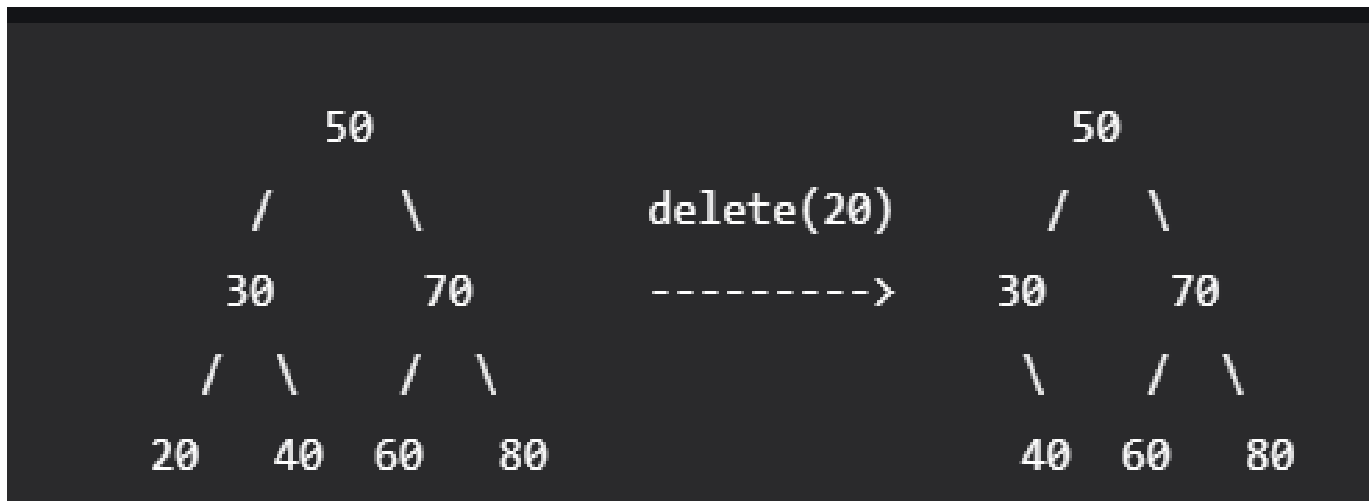 50 50
/ \ delete(20) / \
30 70 ---------> 30 70
/ \ / \ \ / \
20 40 60 80 40 60 80